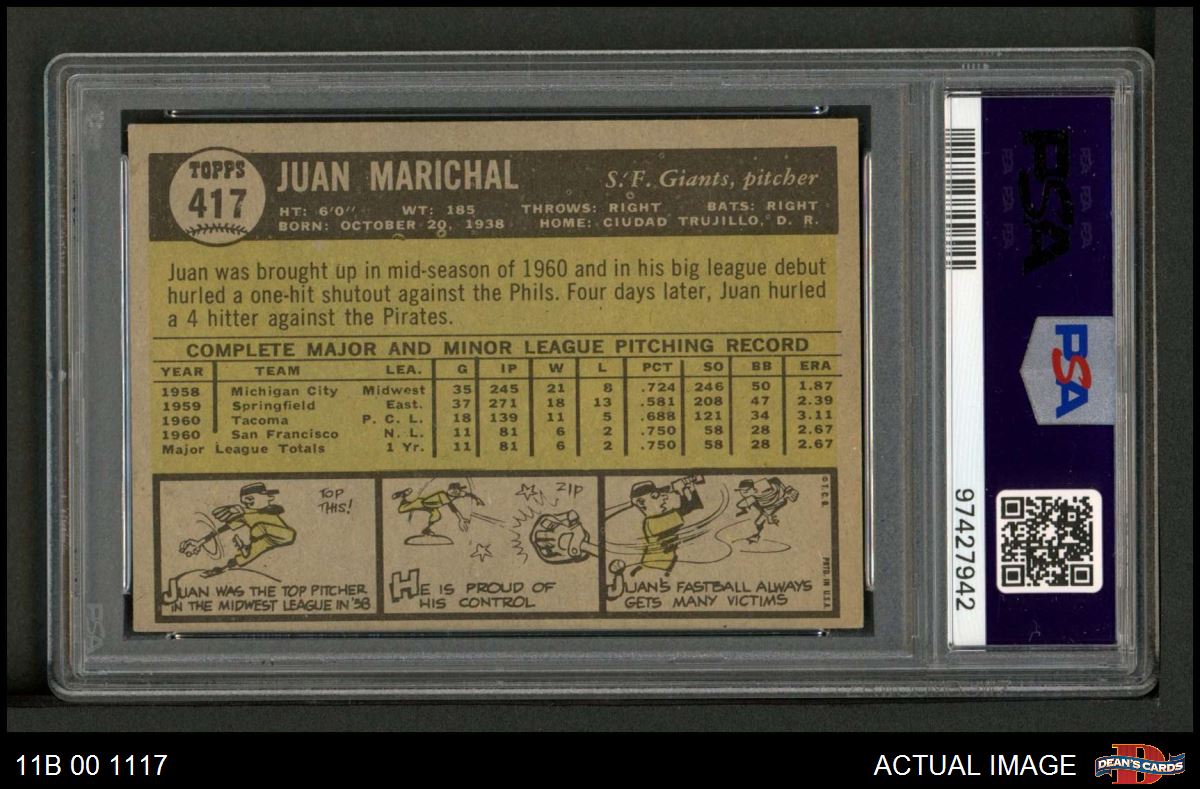 TOPPS
417
JUAN MARICHAL
S. F. Giants, pitcher
HT: 6'0" WT: 185 THROWS: RIGHT BATS: RIGHT
BORN: OCTOBER 20, 1938 HOME: CIUDAD TRUJILLO, D. R.
Juan was brought up in mid-season of 1960 and in his big league debut
hurled a one-hit shutout against the Phils. Four days later, Juan hurled
a 4 hitter against the Pirates.
COMPLETE MAJOR AND MINOR LEAGUE PITCHING RECORD
YEAR TEAM LEA. G IP W L PCT SO BB ERA
1958 Michigan City Midwest 35 245 21 8 .724 246 50 1.87
1959 Springfield East. 37 271 18 13 .581 208 47 2.39
1960 Tacoma P. C. L. 18 139 11 5 .688 121 34 3.11
1960 San Francisco N. L. 11 81 6 2 .750 58 28 2.67
Major League Totals 1 Yr. 11 81 6 2 .750 58 28 2.67
TOP
THIS!
JUAN WAS THE TOP PITCHER
IN THE MIDWEST LEAGUE IN '58
ZIP
HE IS PROUD OF
HIS CONTROL
JUAN'S FASTBALL ALWAYS
GETS MANY VICTIMS
© T.C.G.
PRTD. IN U.S.A.
PSA
PSA
97427942
11B 00 1117
ACTUAL IMAGE
DEAN'S CARDS